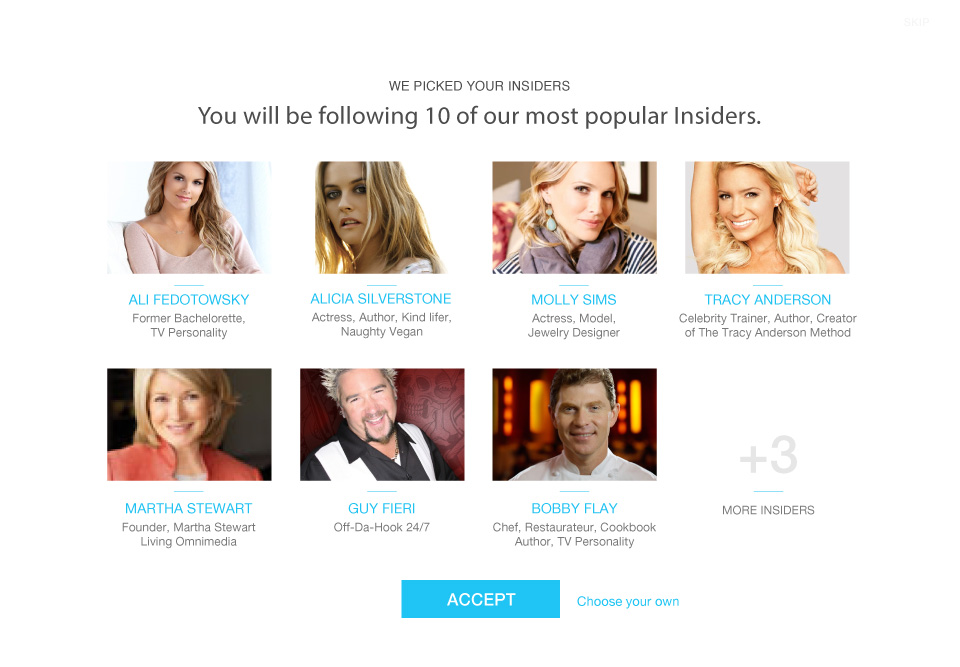 SKIP
WE PICKED YOUR INSIDERS
You will be following 10 of our most popular Insiders.
ALI FEDOTOWSKY
Former Bachelorette,
TV Personality
ALICIA SILVERSTONE
Actress, Author, Kind lifer,
Naughty Vegan
MOLLY SIMS
Actress, Model,
Jewelry Designer
TRACY ANDERSON
Celebrity Trainer, Author, Creator
of The Tracy Anderson Method
MARTHA STEWART
Founder, Martha Stewart
Living Omnimedia
GUY FIERI
Off-Da-Hook 24/7
BOBBY FLAY
Chef, Restaurateur, Cookbook
Author, TV Personality
+3
MORE INSIDERS
ACCEPT
Choose your own